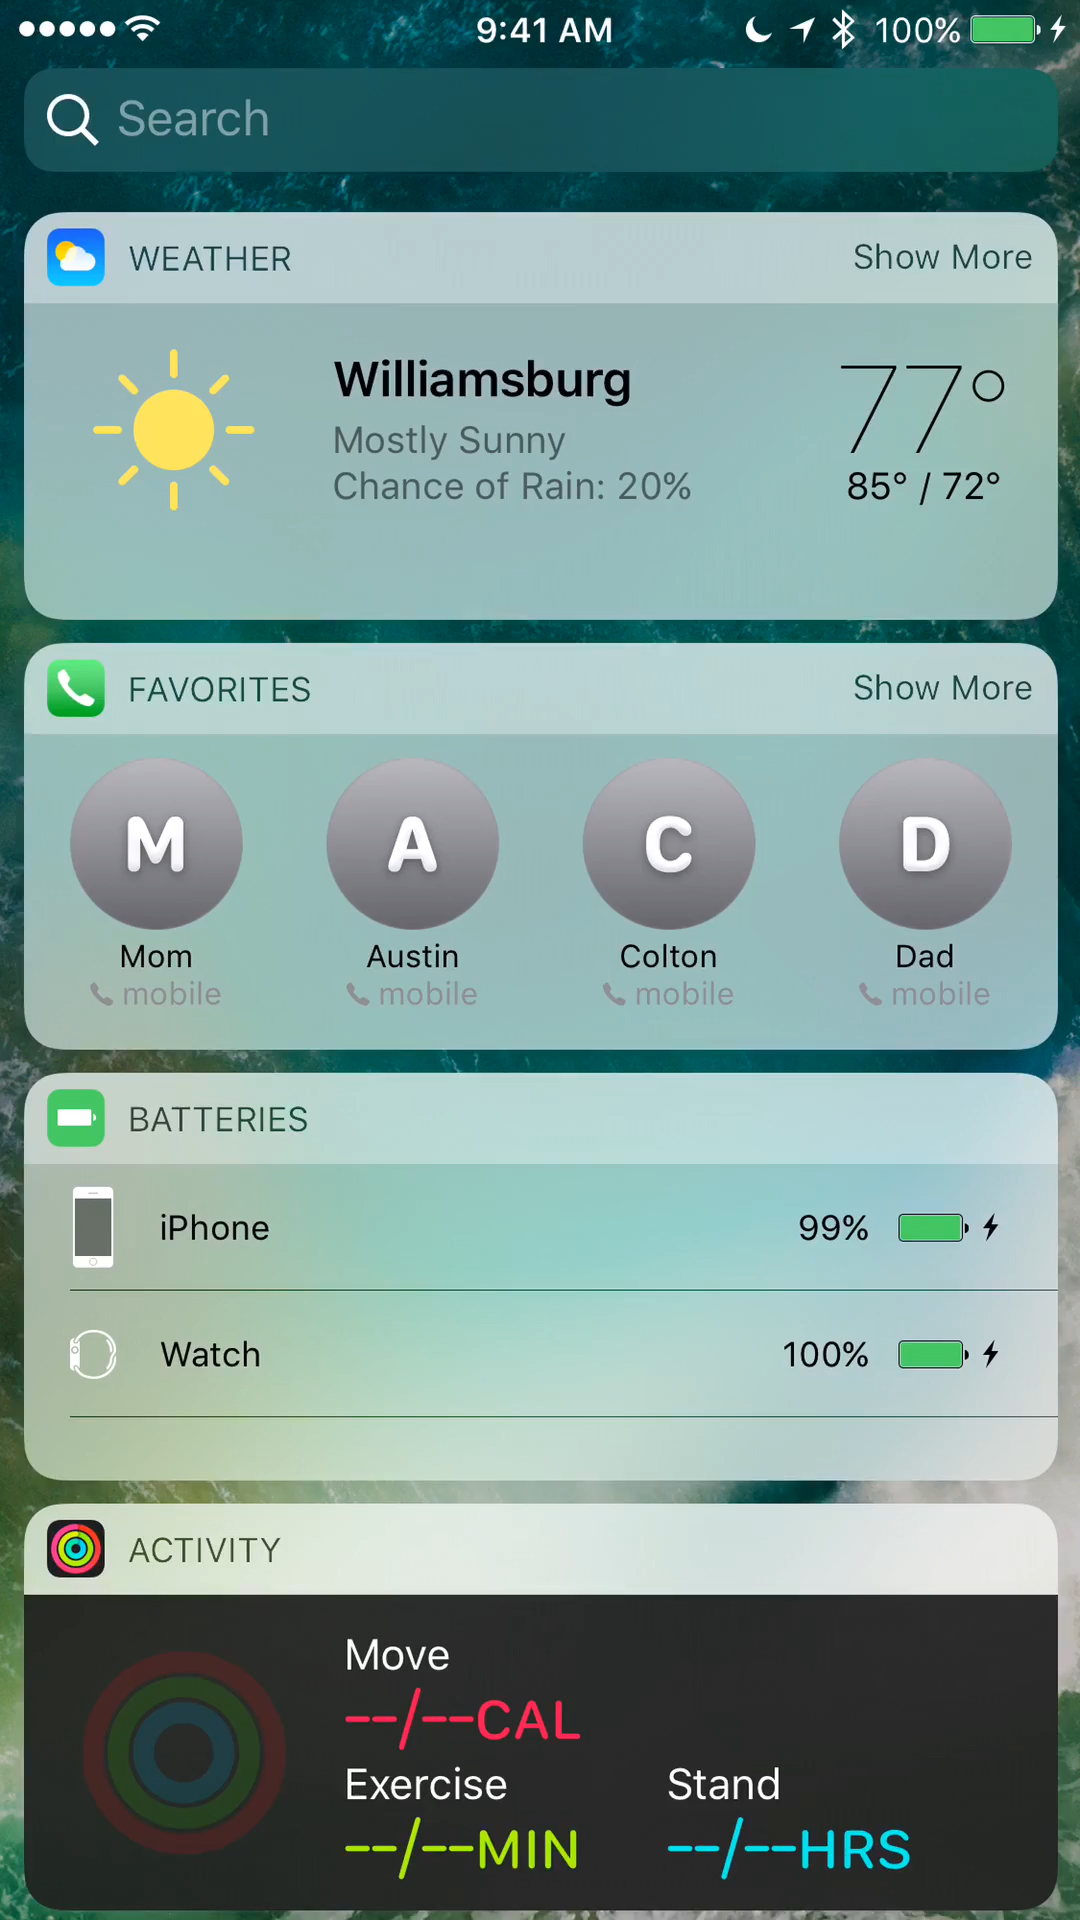 9:41 AM 100%
Search
WEATHER Show More
Williamsburg 77°
Mostly Sunny
Chance of Rain: 20% 85° / 72°
FAVORITES Show More
M A C D
Mom Austin Colton Dad
mobile mobile mobile mobile
BATTERIES
iPhone 99%
Watch 100%
ACTIVITY
Move
--/--CAL
Exercise Stand
--/--MIN --/--HRS